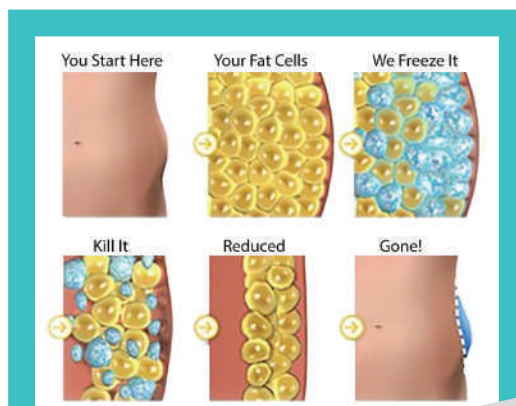 You Start Here
Your Fat Cells
We Freeze It
Kill It
Reduced
Gone!